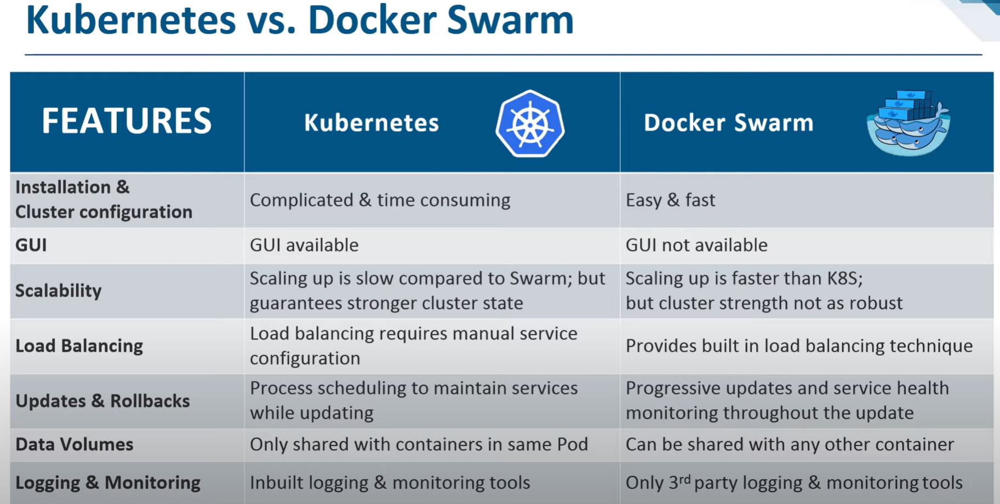 Kubernetes vs. Docker Swarm
FEATURES
Kubernetes
Docker Swarm
Installation &
Cluster configuration
Complicated & time consuming
Easy & fast
GUI
GUI available
GUI not available
Scalability
Scaling up is slow compared to Swarm; but
guarantees stronger cluster state
Scaling up is faster than K8S;
but cluster strength not as robust
Load Balancing
Load balancing requires manual service
configuration
Provides built in load balancing technique
Updates & Rollbacks
Process scheduling to maintain services
while updating
Progressive updates and service health
monitoring throughout the update
Data Volumes
Only shared with containers in same Pod
Can be shared with any other container
Logging & Monitoring
Inbuilt logging & monitoring tools
Only 3rd party logging & monitoring tools